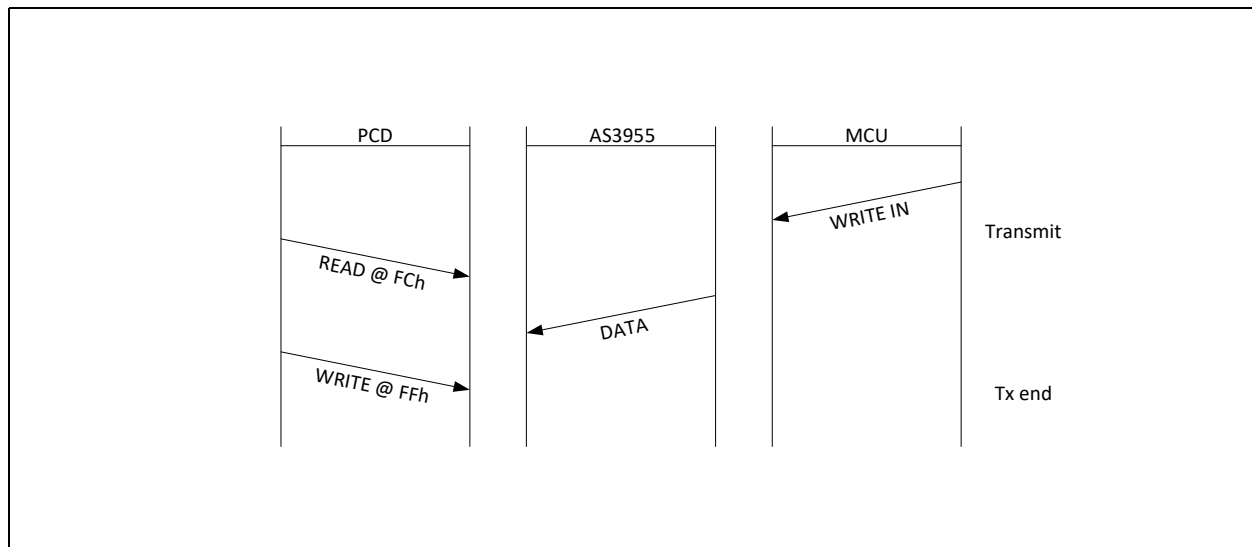 PCD
AS3955
MCU
WRITE IN
Transmit
READ @ FCh
DATA
WRITE @ FFh
Tx end